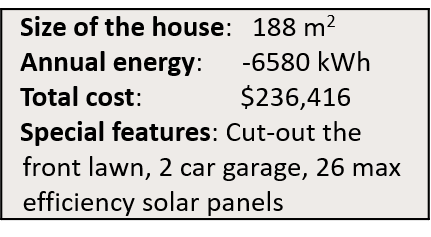 Size of the house: 188 m²
Annual energy: -6580 kWh
Total cost: $236,416
Special features: Cut-out the
front lawn, 2 car garage, 26 max
efficiency solar panels